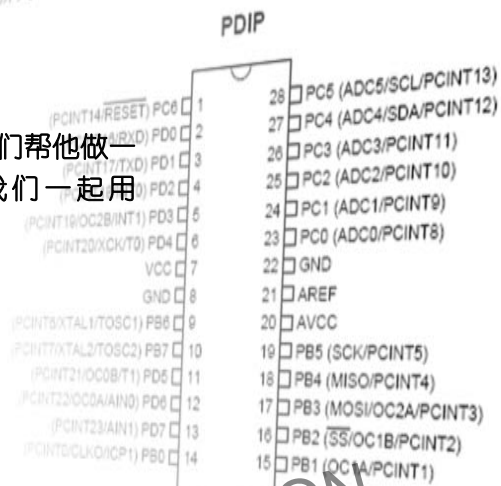 PDIP
(PCINT14/RESET) PC6 1
28 PC5 (ADC5/SCL/PCINT13)
/RXD) PD0 2
27 PC4 (ADC4/SDA/PCINT12)
们帮他做一
(PCINT17/TXD) PD1 3
26 PC3 (ADC3/PCINT11)
我们一起用
PD2 4
25 PC2 (ADC2/PCINT10)
(PCINT19/OC2B/INT1) PD3 5
24 PC1 (ADC1/PCINT9)
(PCINT20/XCK/T0) PD4 6
23 PC0 (ADC0/PCINT8)
VCC 7
22 GND
GND 8
21 AREF
(PCINT6/XTAL1/TOSC1) PB6 9
20 AVCC
(PCINT7/XTAL2/TOSC2) PB7 10
19 PB5 (SCK/PCINT5)
(PCINT21/OC0B/T1) PD5 11
18 PB4 (MISO/PCINT4)
(PCINT22/OC0A/AIN0) PD6 12
17 PB3 (MOSI/OC2A/PCINT3)
(PCINT23/AIN1) PD7 13
16 PB2 (SS/OC1B/PCINT2)
(PCINT0/CLKO/ICP1) PB0 14
15 PB1 (OC1A/PCINT1)